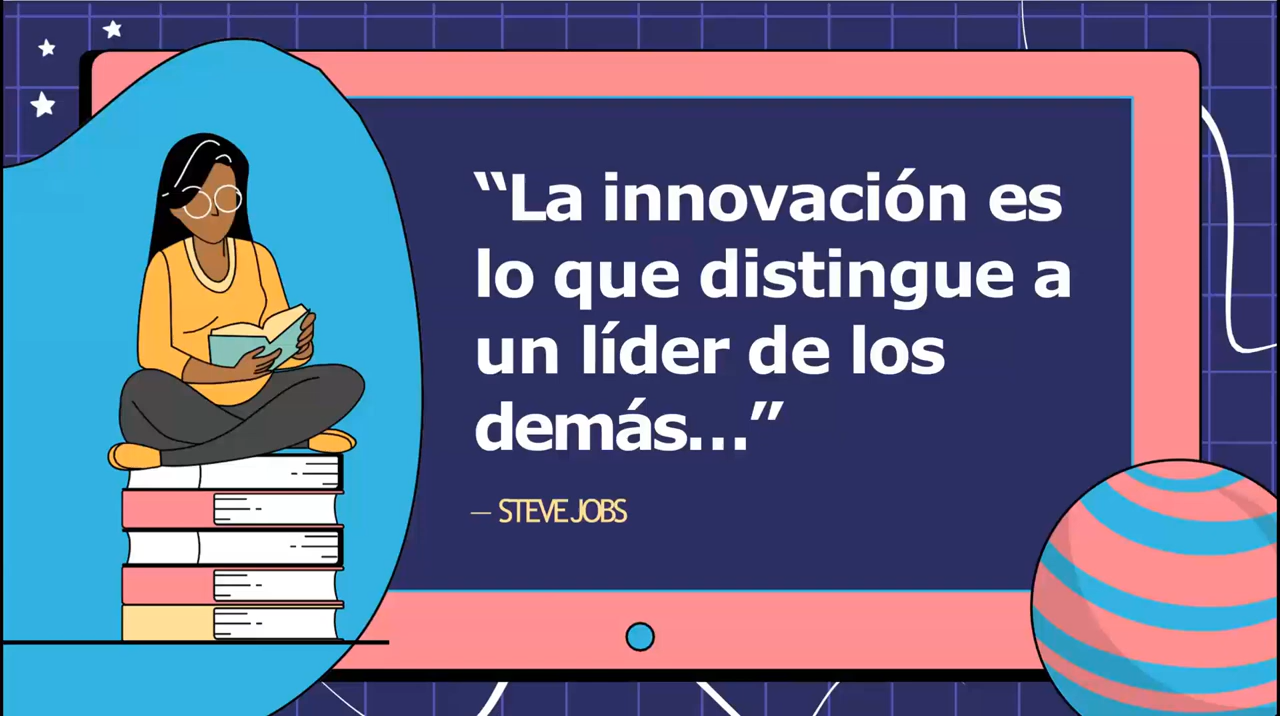 “La innovación es
lo que distingue a
un líder de los
demás...”
— STEVE JOBS